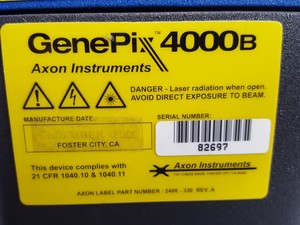 GenePix™ 4000B
Axon Instruments
DANGER - Laser radiation when open.
AVOID DIRECT EXPOSURE TO BEAM.
MANUFACTURE DATE:
SERIAL NUMBER:
FOSTER CITY, CA
82697
This device complies with
21 CFR 1040.10 & 1040.11
Axon Instruments
AXON LABEL PART NUMBER : 2400 - 330 REV. A